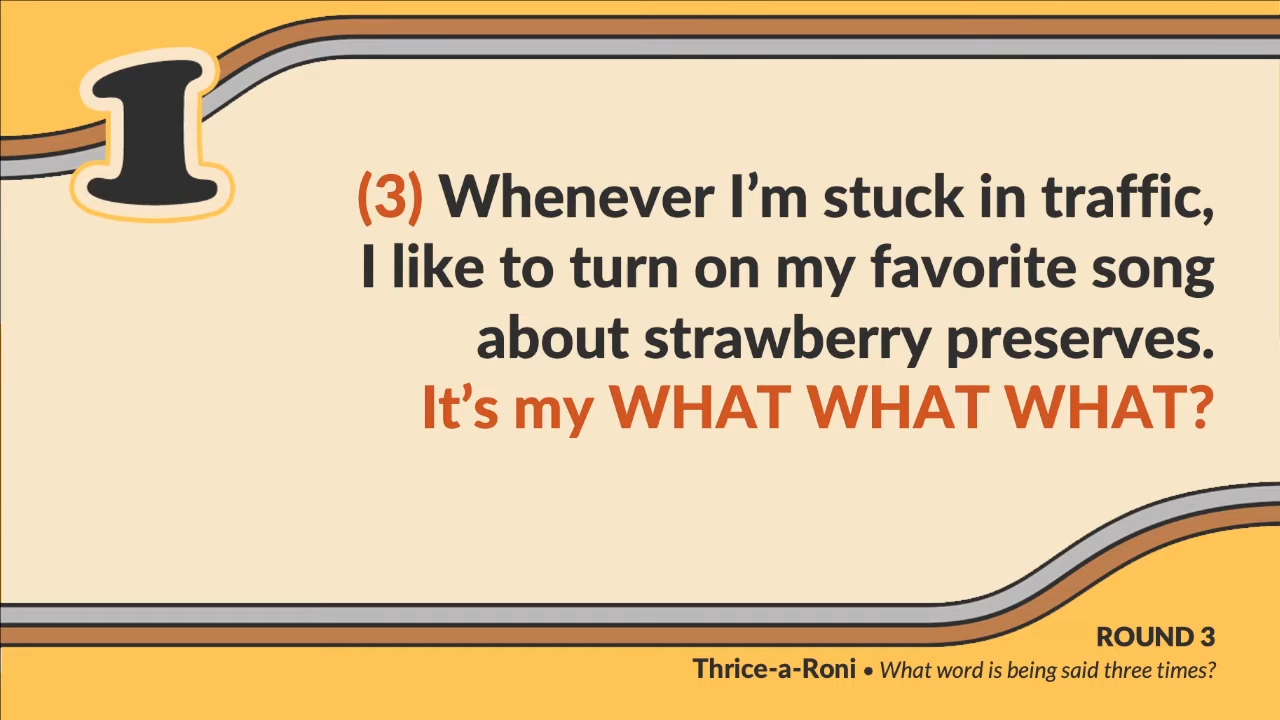 1
(3) Whenever I’m stuck in traffic,
I like to turn on my favorite song
about strawberry preserves.
It’s my WHAT WHAT WHAT?
ROUND 3
Thrice-a-Roni • What word is being said three times?